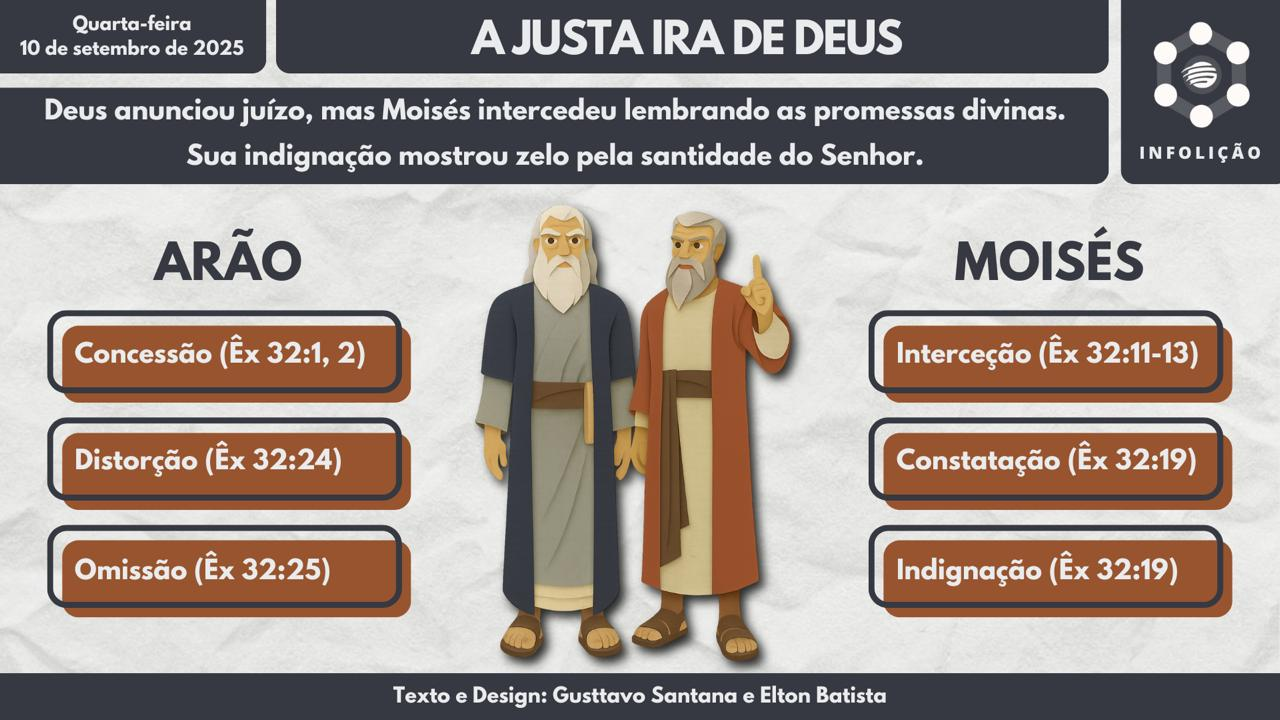 Quarta-feira
10 de setembro de 2025
A JUSTA IRA DE DEUS
Deus anunciou juízo, mas Moisés intercedeu lembrando as promessas divinas.
Sua indignação mostrou zelo pela santidade do Senhor.
INFOLIÇÃO
ARÃO
Concessão (Êx 32:1, 2)
Distorção (Êx 32:24)
Omissão (Êx 32:25)
MOISÉS
Interceção (Êx 32:11-13)
Constatação (Êx 32:19)
Indignação (Êx 32:19)
Texto e Design: Gusttavo Santana e Elton Batista